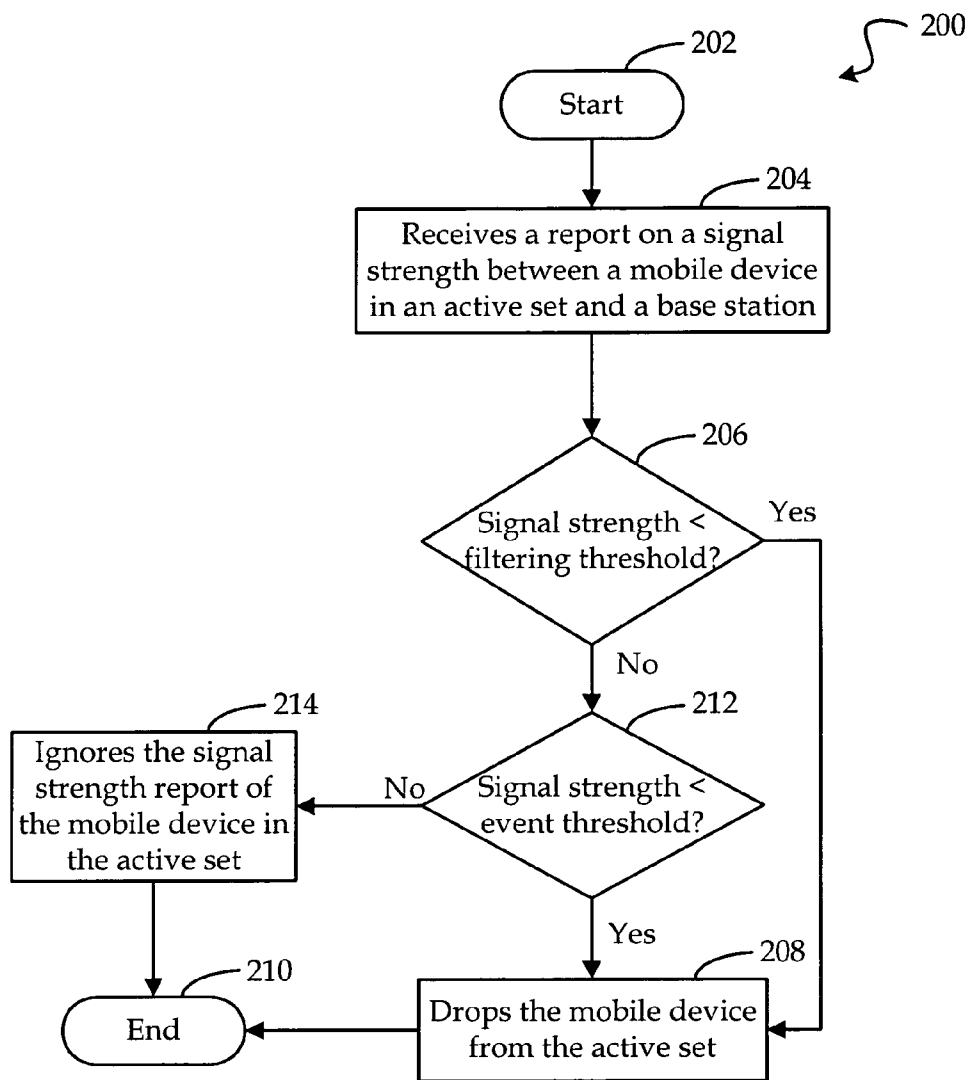 200
202
Start
204
Receives a report on a signal
strength between a mobile device
in an active set and a base station
206
Signal strength <
filtering threshold?
Yes
No
212
Signal strength <
event threshold?
No
214
Ignores the signal
strength report of
the mobile device in
the active set
Yes
208
Drops the mobile device
from the active set
210
End